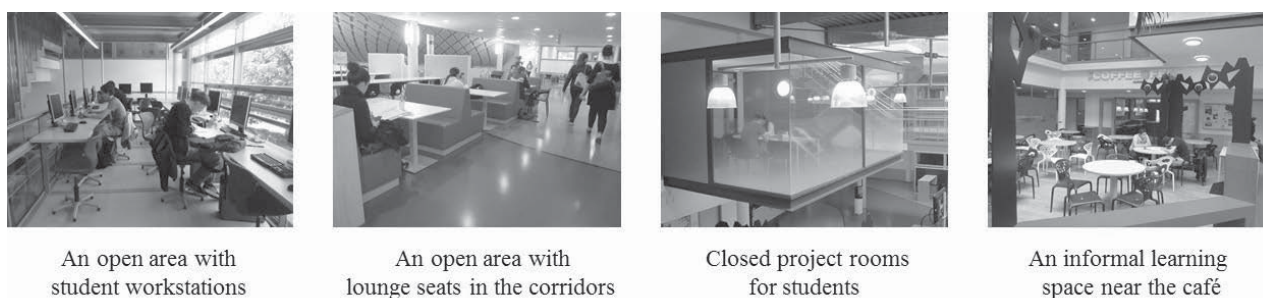 COFFEE
An open area with
student workstations
An open area with
lounge seats in the corridors
Closed project rooms
for students
An informal learning
space near the café